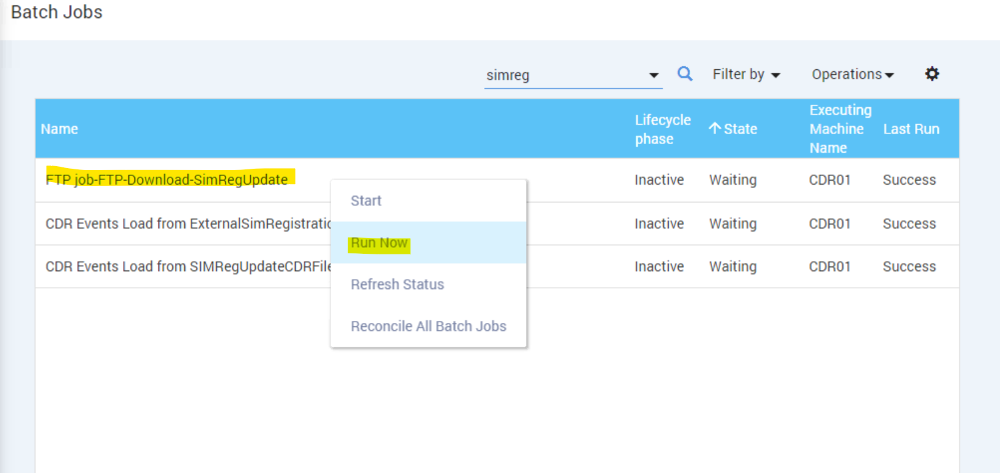 Batch Jobs
simreg
Filter by
Operations
Name
Lifecycle phase
State
Executing Machine Name
Last Run
FTP job-FTP-Download-SimRegUpdate
Inactive
Waiting
CDR01
Success
CDR Events Load from ExternalSimRegistratio
Inactive
Waiting
CDR01
Success
CDR Events Load from SIMRegUpdateCDRFile
Inactive
Waiting
CDR01
Success
Start
Run Now
Refresh Status
Reconcile All Batch Jobs